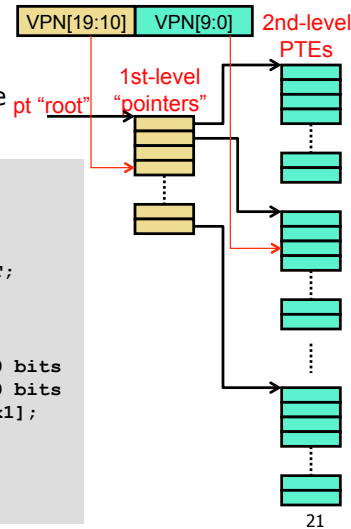 VPN[19:10] VPN[9:0]
2nd-level
PTEs
1st-level
"pointers"
e pt "root"
r;
0 bits
0 bits
x1];
21